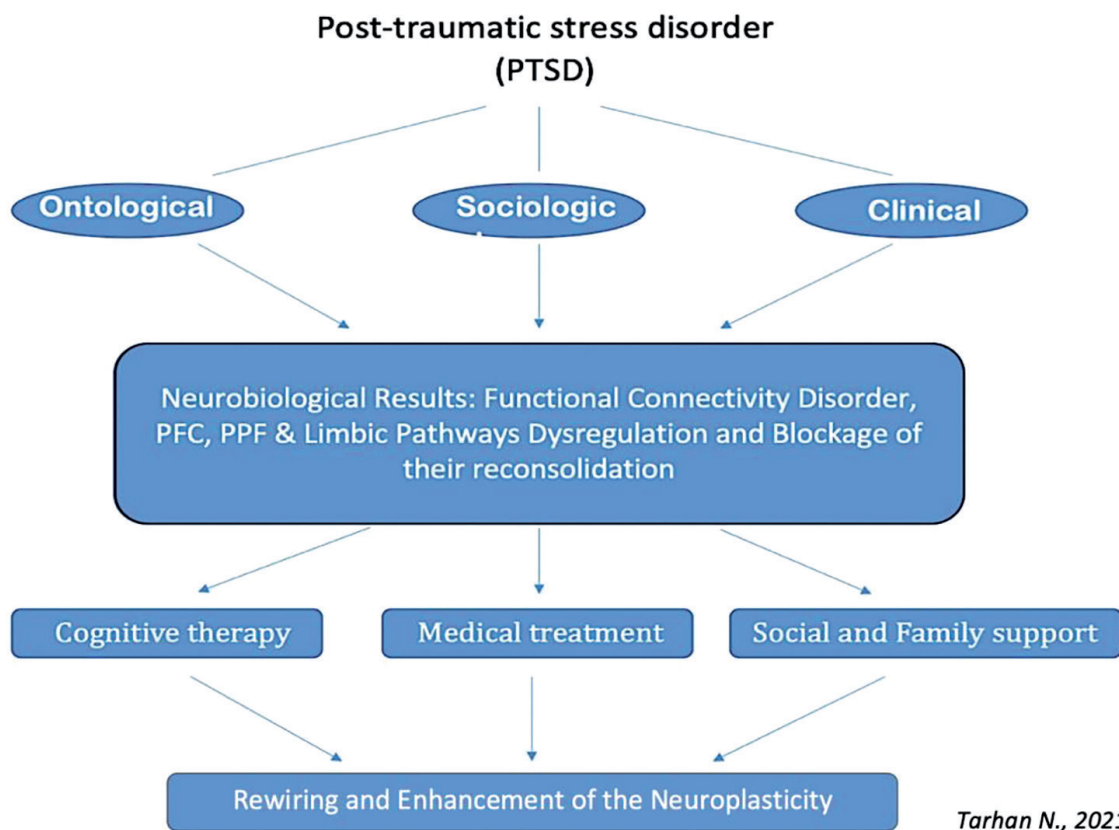 Post-traumatic stress disorder
(PTSD)
Ontological
Sociologic
Clinical
Neurobiological Results: Functional Connectivity Disorder,
PFC, PPF & Limbic Pathways Dysregulation and Blockage of
their reconsolidation
Cognitive therapy
Medical treatment
Social and Family support
Rewiring and Enhancement of the Neuroplasticity
Tarhan N.,